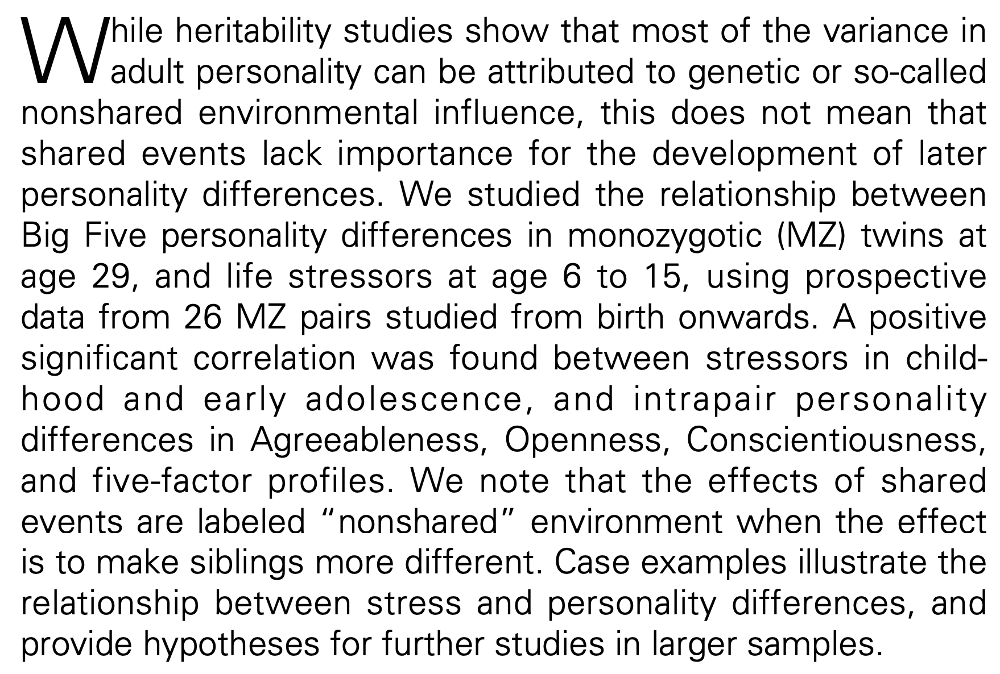 While heritability studies show that most of the variance in
adult personality can be attributed to genetic or so-called
nonshared environmental influence, this does not mean that
shared events lack importance for the development of later
personality differences. We studied the relationship between
Big Five personality differences in monozygotic (MZ) twins at
age 29, and life stressors at age 6 to 15, using prospective
data from 26 MZ pairs studied from birth onwards. A positive
significant correlation was found between stressors in child-
hood and early adolescence, and intrapair personality
differences in Agreeableness, Openness, Conscientiousness,
and five-factor profiles. We note that the effects of shared
events are labeled “nonshared” environment when the effect
is to make siblings more different. Case examples illustrate the
relationship between stress and personality differences, and
provide hypotheses for further studies in larger samples.